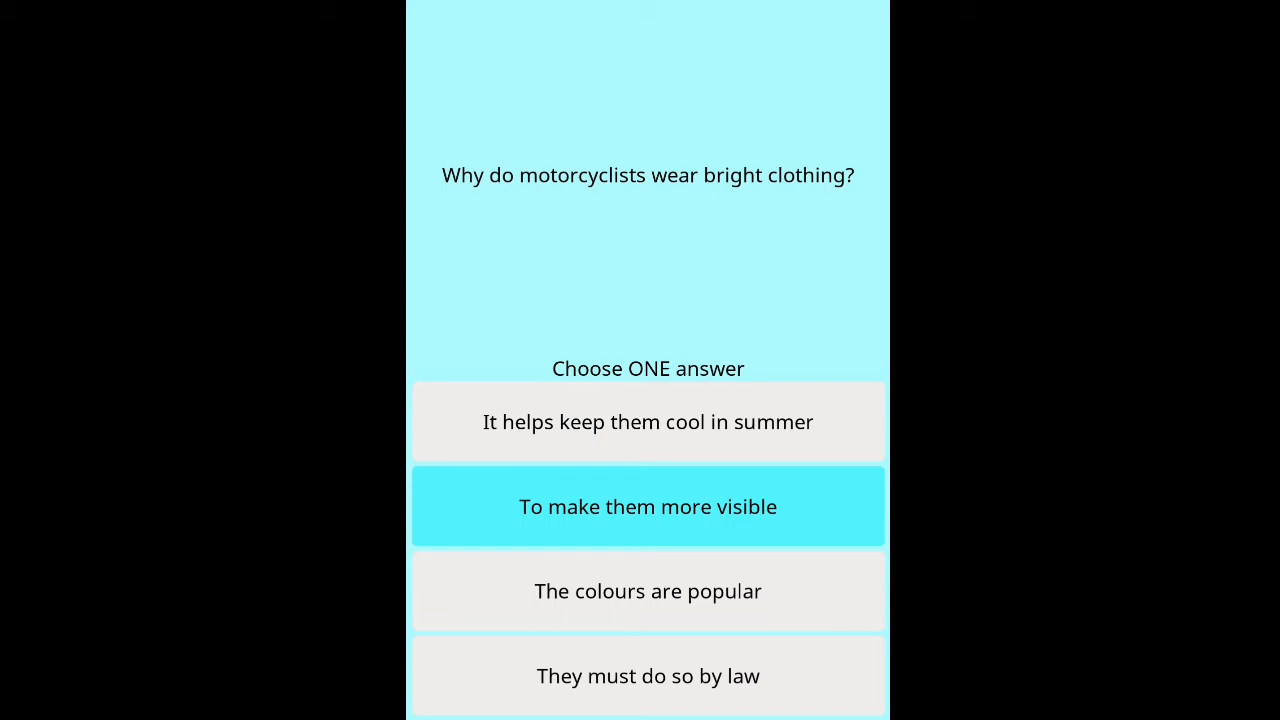 Why do motorcyclists wear bright clothing?
Choose ONE answer
It helps keep them cool in summer
To make them more visible
The colours are popular
They must do so by law